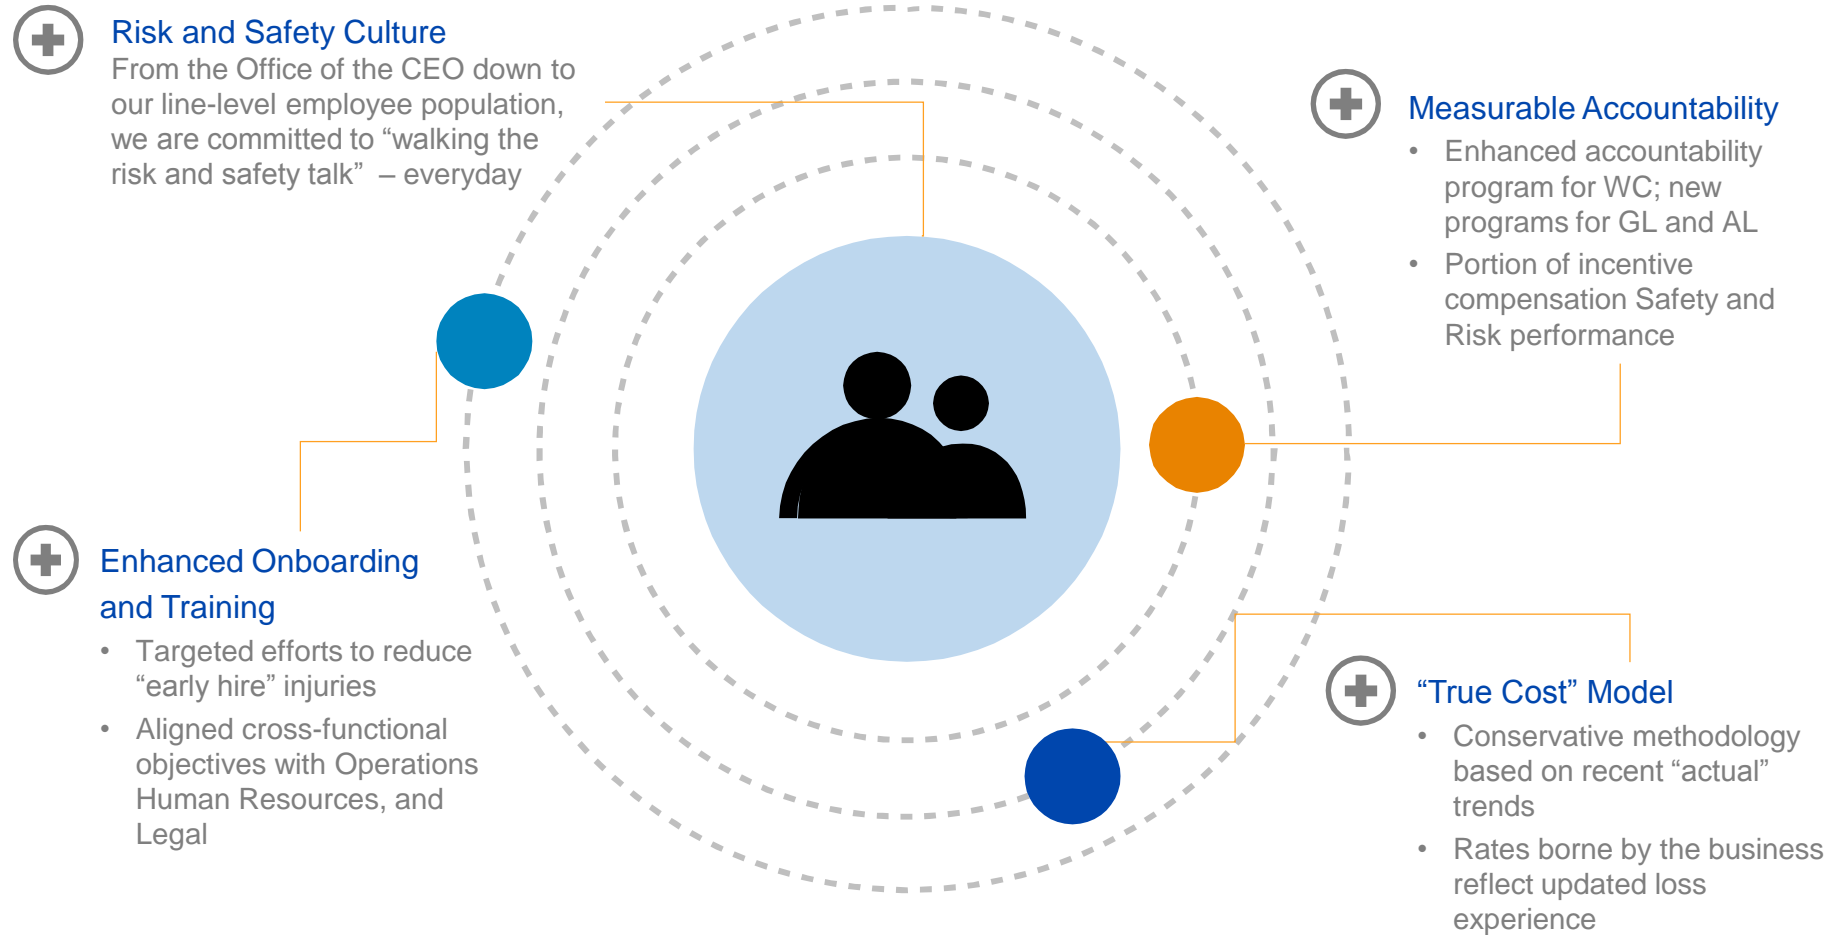 Risk and Safety Culture
From the Office of the CEO down to
our line-level employee population,
we are committed to “walking the
risk and safety talk” – everyday
Measurable Accountability
• Enhanced accountability
program for WC; new
programs for GL and AL
• Portion of incentive
compensation Safety and
Risk performance
Enhanced Onboarding
and Training
• Targeted efforts to reduce
“early hire” injuries
• Aligned cross-functional
objectives with Operations
Human Resources, and
Legal
“True Cost” Model
• Conservative methodology
based on recent “actual”
trends
• Rates borne by the business
reflect updated loss
experience